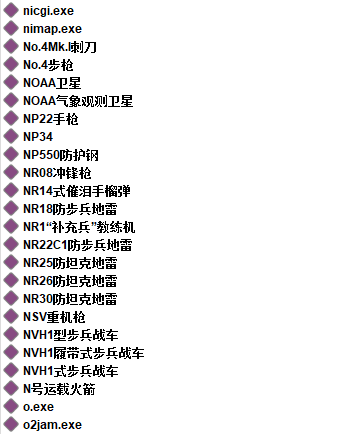 nicgi.exe
nimap.exe
No.4Mk.I刺刀
No.4步枪
NOAA卫星
NOAA气象观测卫星
NP22手枪
NP34
NP550防护钢
NR08冲锋枪
NR14式催泪手榴弹
NR18防步兵地雷
NR1“补充兵”教练机
NR22C1防步兵地雷
NR25防坦克地雷
NR26防坦克地雷
NR30防坦克地雷
NSV重机枪
NVH1型步兵战车
NVH1履带式步兵战车
NVH1式步兵战车
N号运载火箭
o.exe
o2jam.exe